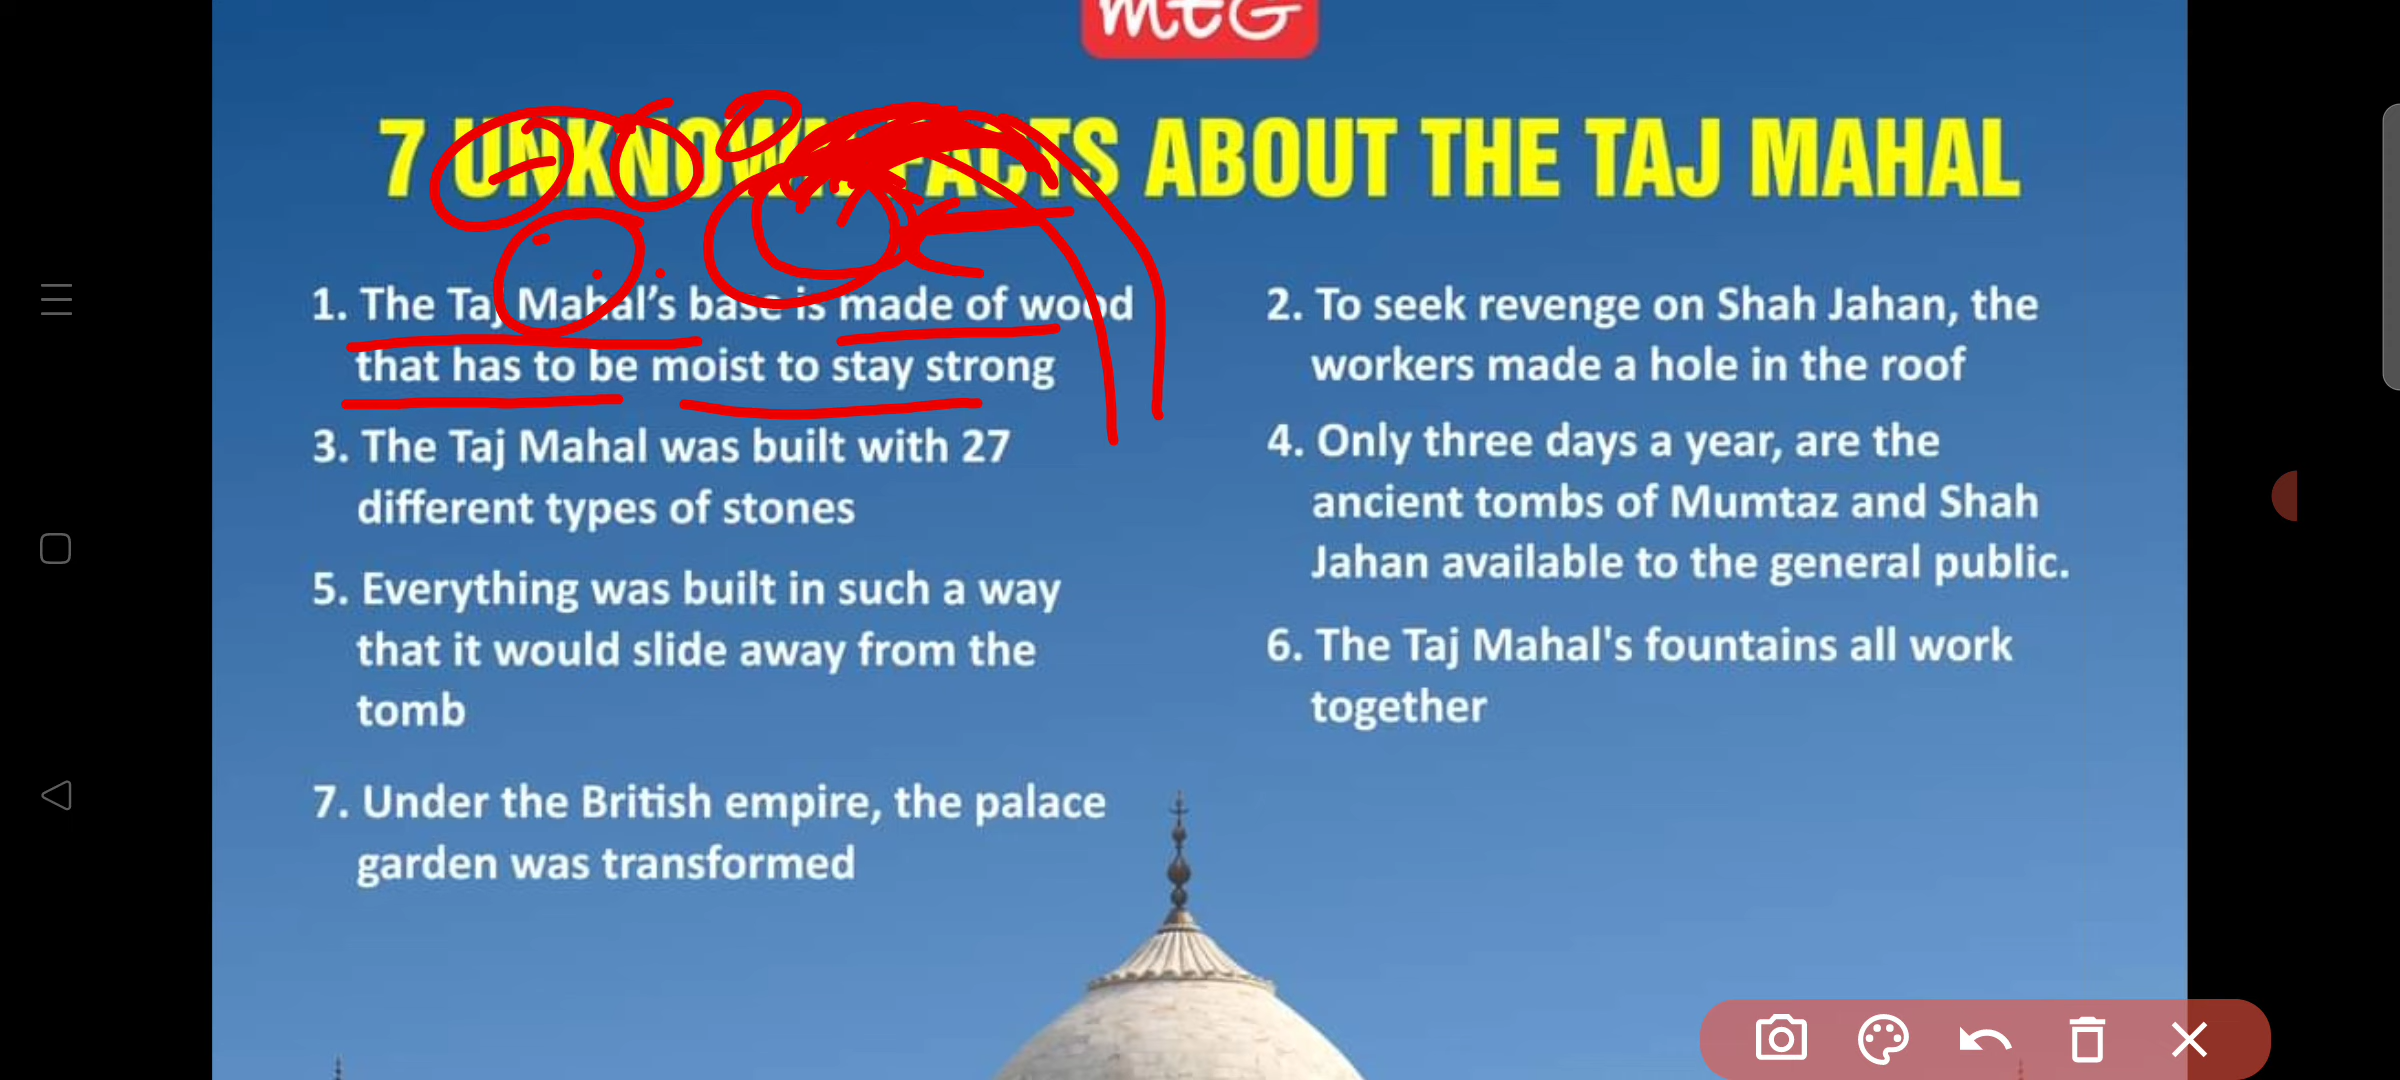 mtG
7 UNKNOWN FACTS ABOUT THE TAJ MAHAL
1. The Taj Mahal’s base is made of wood
that has to be moist to stay strong
2. To seek revenge on Shah Jahan, the
workers made a hole in the roof
3. The Taj Mahal was built with 27
different types of stones
4. Only three days a year, are the
ancient tombs of Mumtaz and Shah
Jahan available to the general public.
5. Everything was built in such a way
that it would slide away from the
tomb
6. The Taj Mahal's fountains all work
together
7. Under the British empire, the palace
garden was transformed